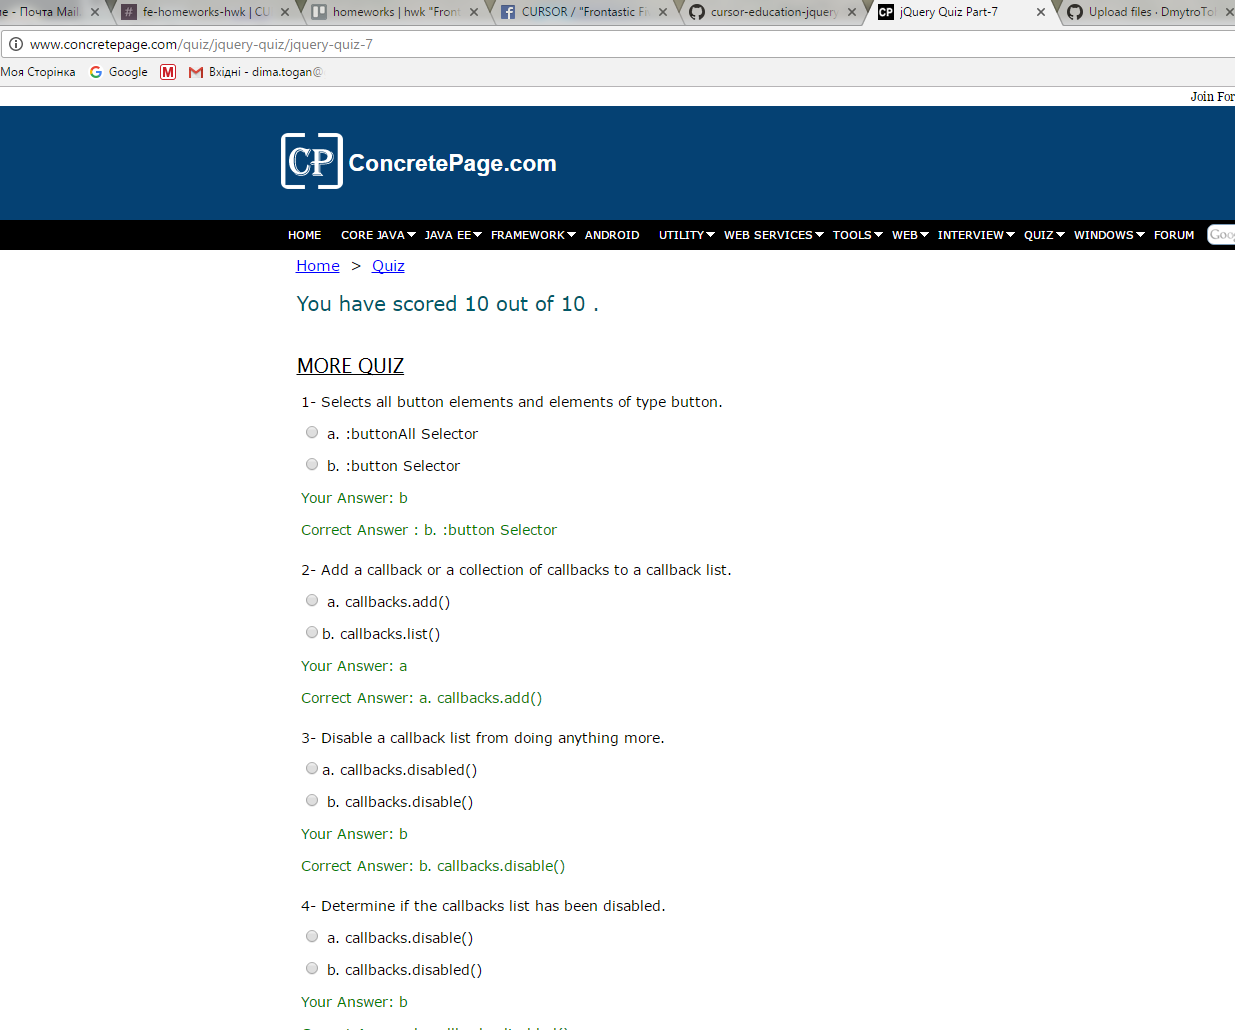 е - Почта Mail. fe-homeworks-hwk | CU homeworks | hwk "Front CURSOR / "Frontastic Fi cursor-education-jquery jQuery Quiz Part-7 Upload files · DmytroTo
www.concretepage.com/quiz/jquery-quiz/jquery-quiz-7
Моя Сторінка Google M Вхідні - dima.togan@
Join For
CP ConcretePage.com
HOME CORE JAVA JAVA EE FRAMEWORK ANDROID UTILITY WEB SERVICES TOOLS WEB INTERVIEW QUIZ WINDOWS FORUM Goo
Home > Quiz
You have scored 10 out of 10 .
MORE QUIZ
1- Selects all button elements and elements of type button.
a. :buttonAll Selector
b. :button Selector
Your Answer: b
Correct Answer : b. :button Selector
2- Add a callback or a collection of callbacks to a callback list.
a. callbacks.add()
b. callbacks.list()
Your Answer: a
Correct Answer: a. callbacks.add()
3- Disable a callback list from doing anything more.
a. callbacks.disabled()
b. callbacks.disable()
Your Answer: b
Correct Answer: b. callbacks.disable()
4- Determine if the callbacks list has been disabled.
a. callbacks.disable()
b. callbacks.disabled()
Your Answer: b